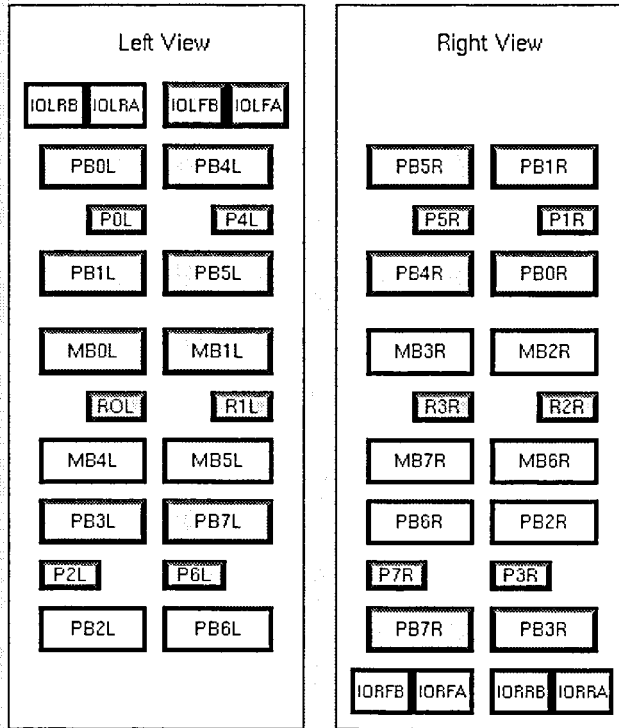 Left View
IOLRB IOLRA IOLFB IOLFA
PB0L PB4L
P0L P4L
PB1L PB5L
MB0L MB1L
R0L R1L
MB4L MB5L
PB3L PB7L
P2L P6L
PB2L PB6L
Right View
PB5R PB1R
P5R P1R
PB4R PB0R
MB3R MB2R
R3R R2R
MB7R MB6R
PB6R PB2R
P7R P3R
PB7R PB3R
IORFB IORFA IORRB IORRA